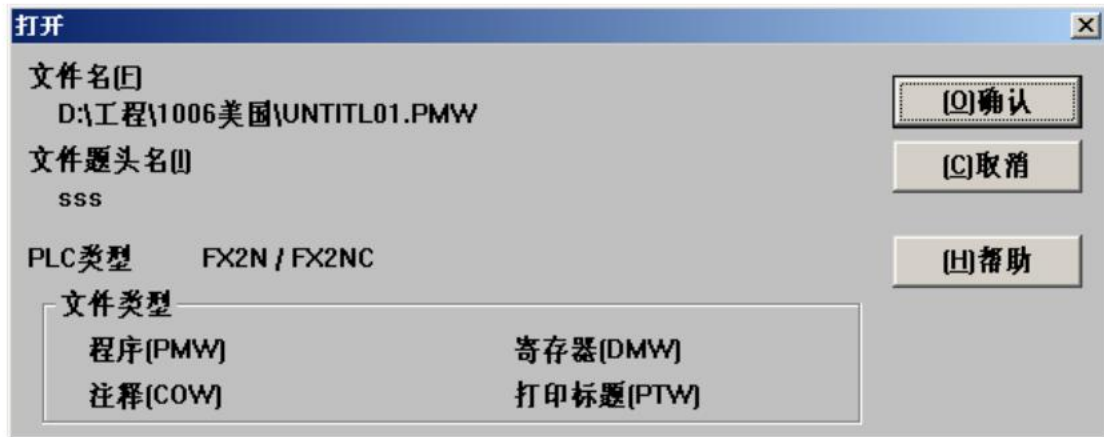 打开
文件名(F)
D:\工程\1006美国\UNTITL01.PMW
文件题头名(I)
sss
PLC类型 FX2N / FX2NC
文件类型
程序(PMW) 寄存器(DMW)
注释(COW) 打印标题(PTW)
(O)确认
(C)取消
(H)帮助